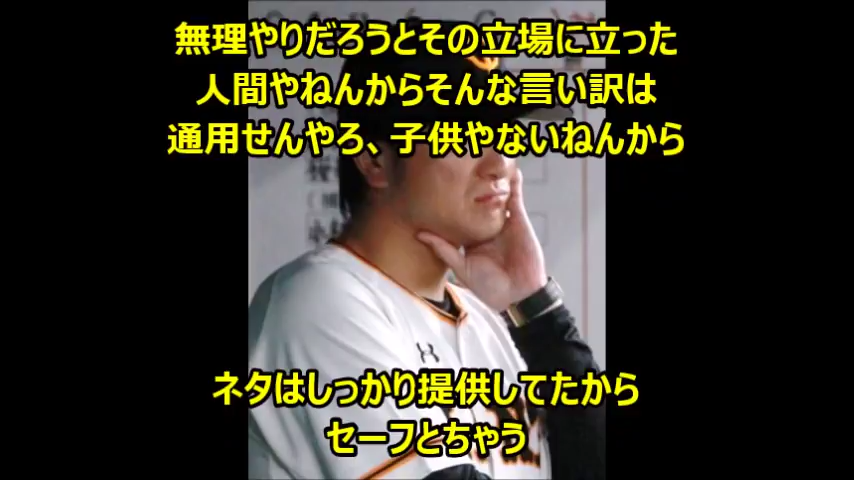 無理やりだろうとその立場に立った
人間やねんからそんな言い訳は
通用せんやろ、子供やないねんから
ネタはしっかり提供してたから
セーフとちゃう